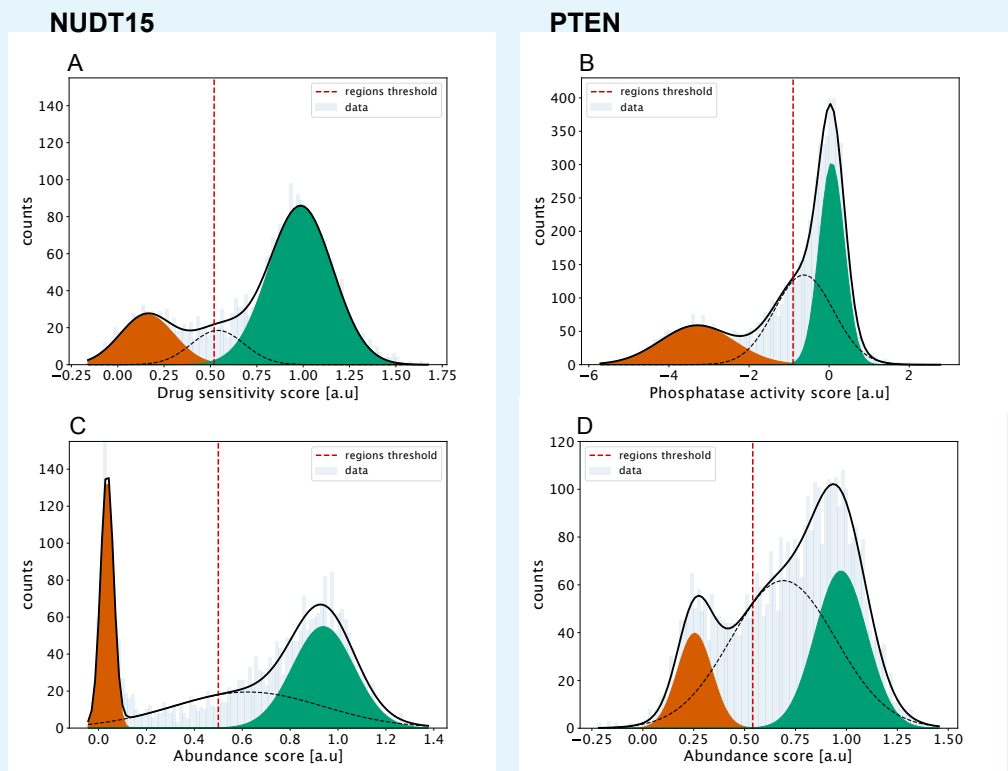 NUDT15
PTEN
A
140
120
100
80
60
40
20
0
counts
regions threshold
data
−0.25 0.00 0.25 0.50 0.75 1.00 1.25 1.50 1.75
Drug sensitivity score [a.u]
B
400
350
300
250
200
150
100
50
0
counts
regions threshold
data
−6 −4 −2 0 2
Phosphatase activity score [a.u]
C
140
120
100
80
60
40
20
0
counts
regions threshold
data
0.0 0.2 0.4 0.6 0.8 1.0 1.2 1.4
Abundance score [a.u]
D
120
100
80
60
40
20
0
counts
regions threshold
data
−0.25 0.00 0.25 0.50 0.75 1.00 1.25 1.50
Abundance score [a.u]